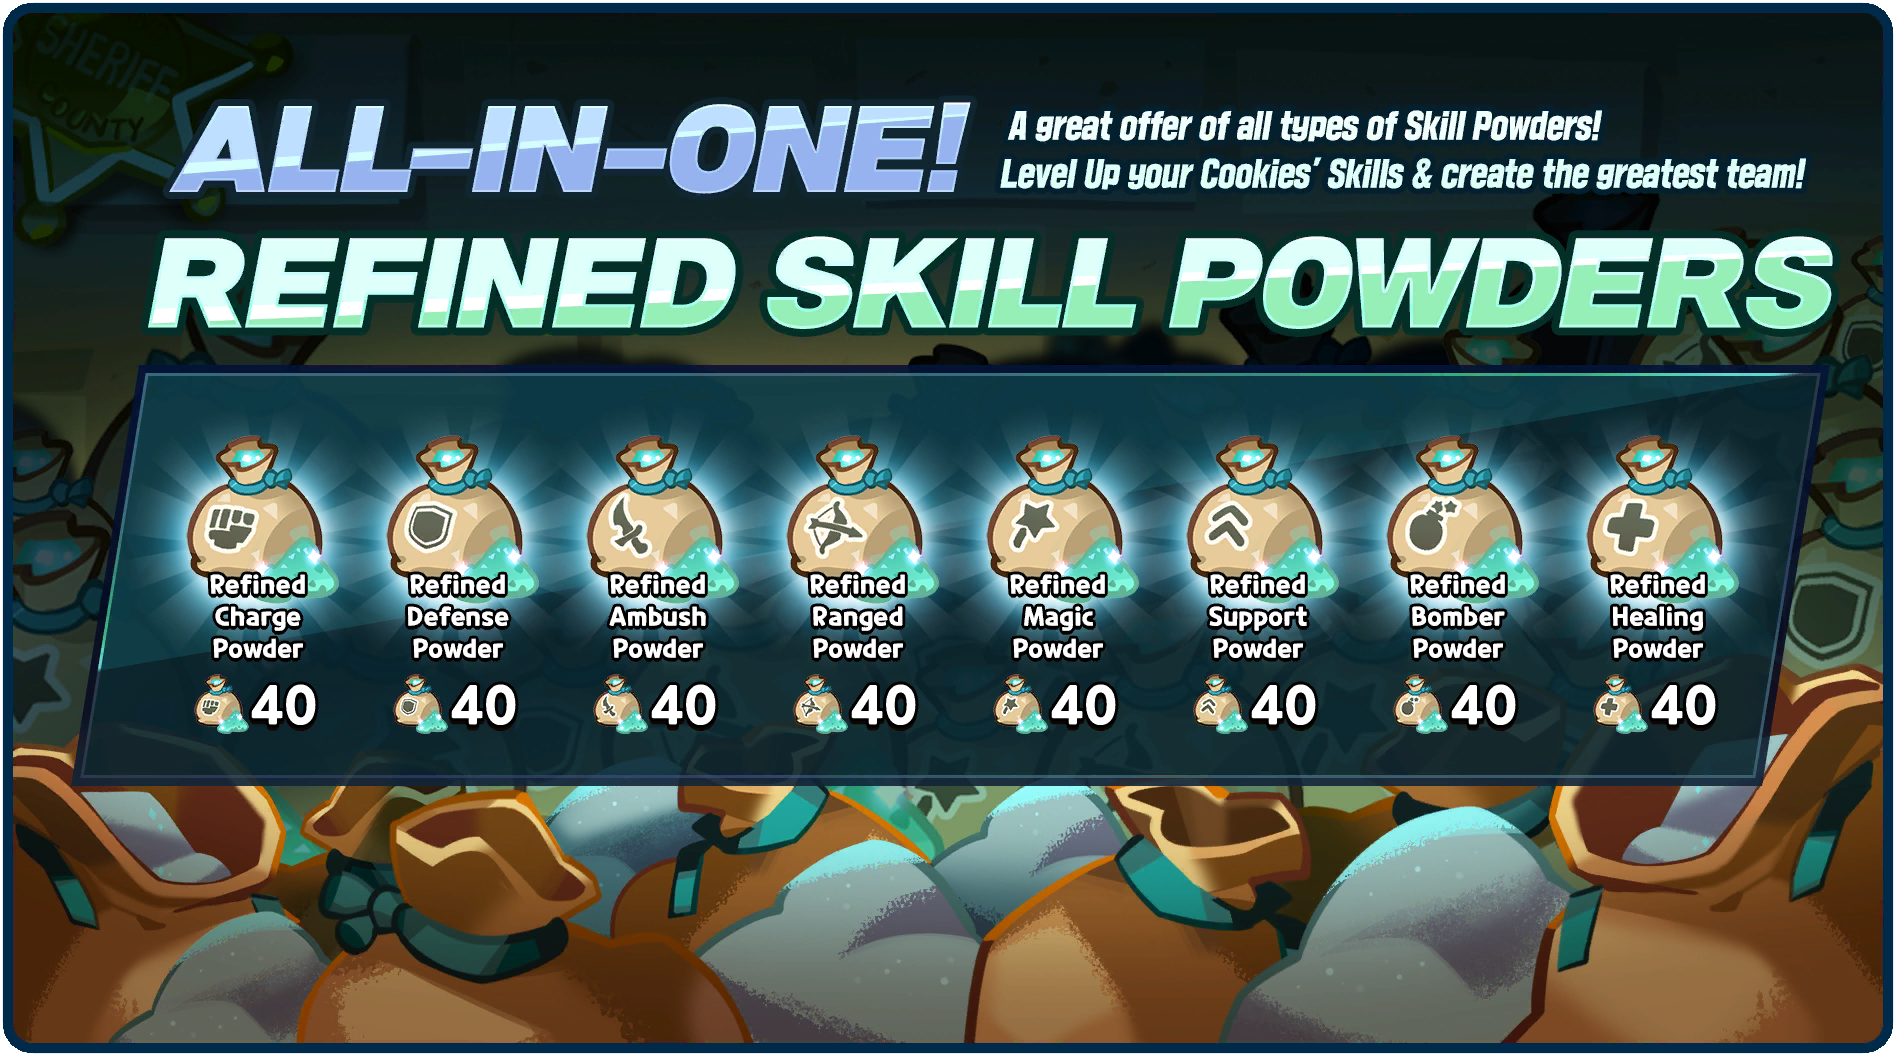 SHERIFF
COUNTY
ALL-IN-ONE!
A great offer of all types of Skill Powders!
Level Up your Cookies' Skills & create the greatest team!
REFINED SKILL POWDERS
Refined
Charge
Powder
40
Refined
Defense
Powder
40
Refined
Ambush
Powder
40
Refined
Ranged
Powder
40
Refined
Magic
Powder
40
Refined
Support
Powder
40
Refined
Bomber
Powder
40
Refined
Healing
Powder
40